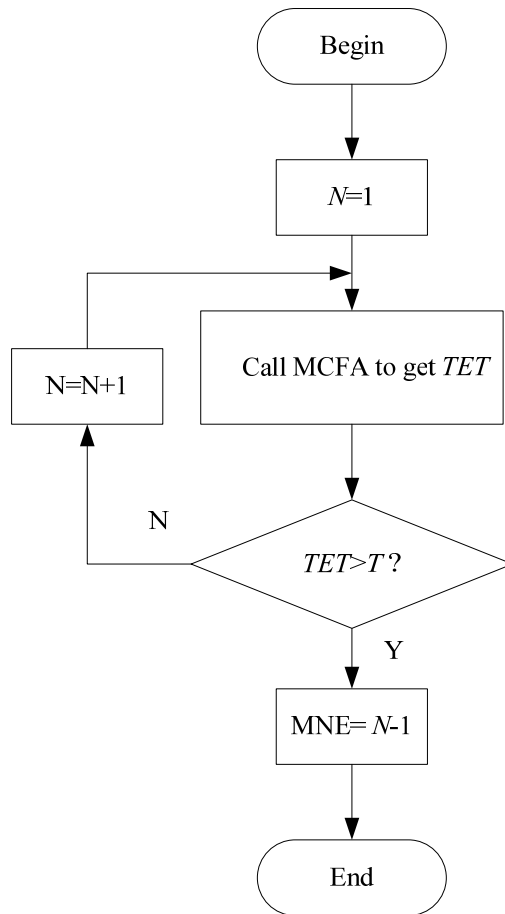 Begin
N=1
Call MCFA to get TET
N=N+1
N
TET>T ?
Y
MNE= N-1
End